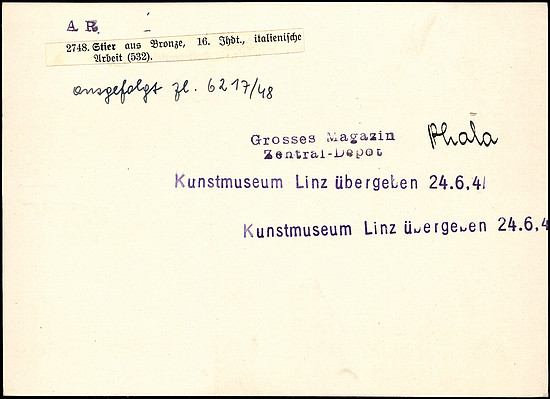 A R.
2748. Stier aus Bronze, 16. Jhdt., italienische
Arbeit (532).
ausgefolgt zl. 6217/48
Grosses Magazin
Zentral-Depot
Kunstmuseum Linz übergeben 24.6.41
Kunstmuseum Linz übergeben 24.6.4